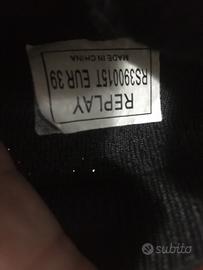 REPLAY
RS390015T EUR 39
MADE IN CHINA
subito